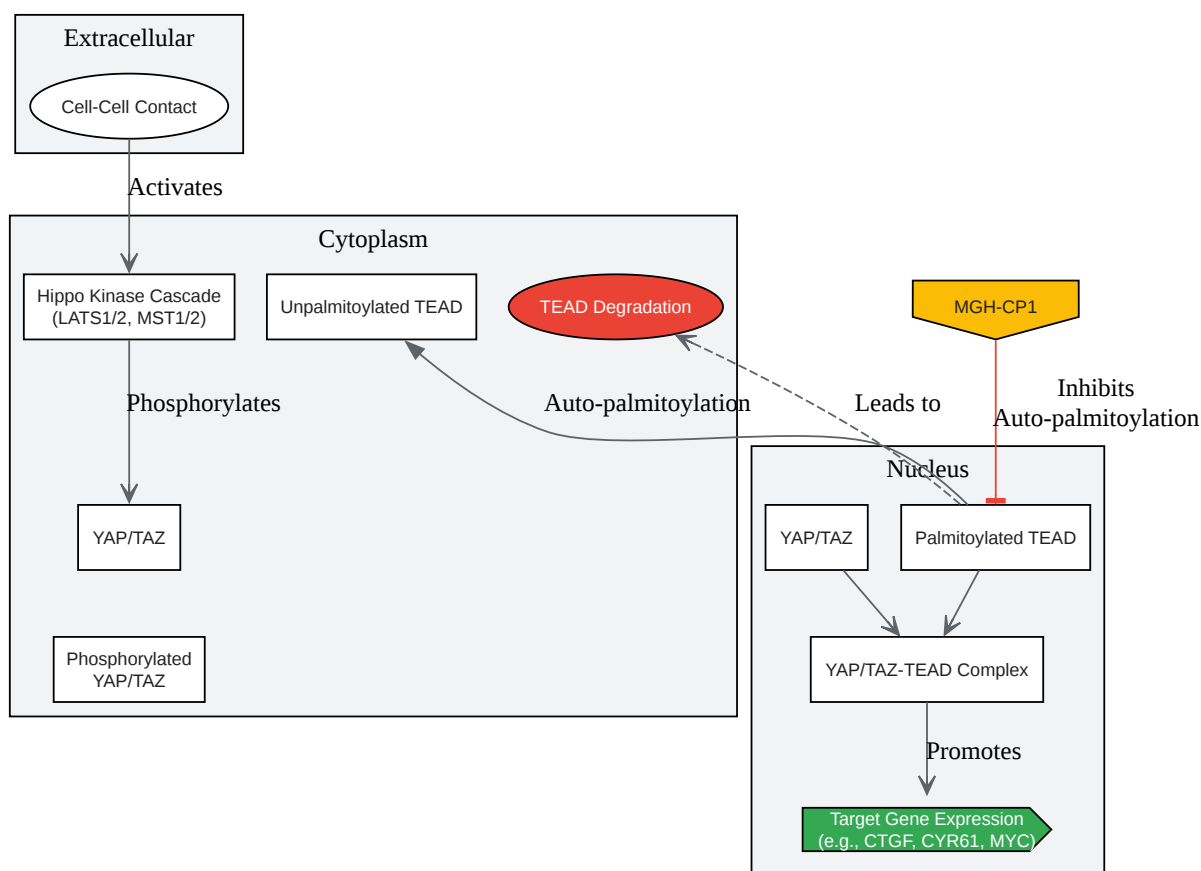 Extracellular
Cell-Cell Contact
Activates
Cytoplasm
Hippo Kinase Cascade
(LATS1/2, MST1/2)
Unpalmitoylated TEAD
TEAD Degradation
MGH-CP1
Phosphorylates
Auto-palmitoylation
Leads to
Inhibits
Auto-palmitoylation
Nucleus
YAP/TAZ
YAP/TAZ
Palmitoylated TEAD
Phosphorylated
YAP/TAZ
YAP/TAZ-TEAD Complex
Promotes
Target Gene Expression
(e.g., CTGF, CYR61, MYC)